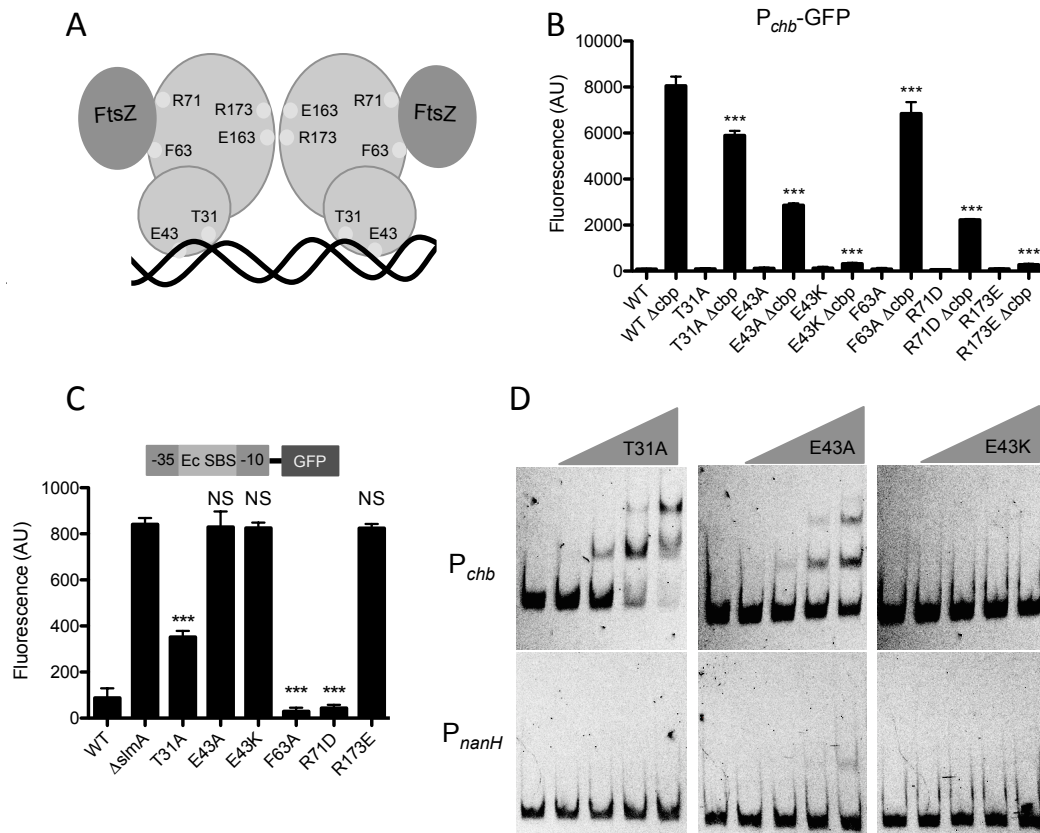 A
FtsZ
R71
R173
E163
E163
R173
R71
FtsZ
F63
F63
T31
E43
T31
E43
B
P_chb-GFP
Fluorescence (AU)
10000
8000
6000
4000
2000
0
***
***
***
***
***
***
WT
WT Δcbp
T31A
T31A Δcbp
E43A
E43A Δcbp
E43K
E43K Δcbp
F63A
F63A Δcbp
R71D
R71D Δcbp
R173E
R173E Δcbp
C
-35 Ec SBS -10 GFP
Fluorescence (AU)
1000
800
600
400
200
0
***
NS
NS
***
***
NS
WT
ΔslmA
T31A
E43A
E43K
F63A
R71D
R173E
D
T31A
E43A
E43K
P_chb
P_nanH